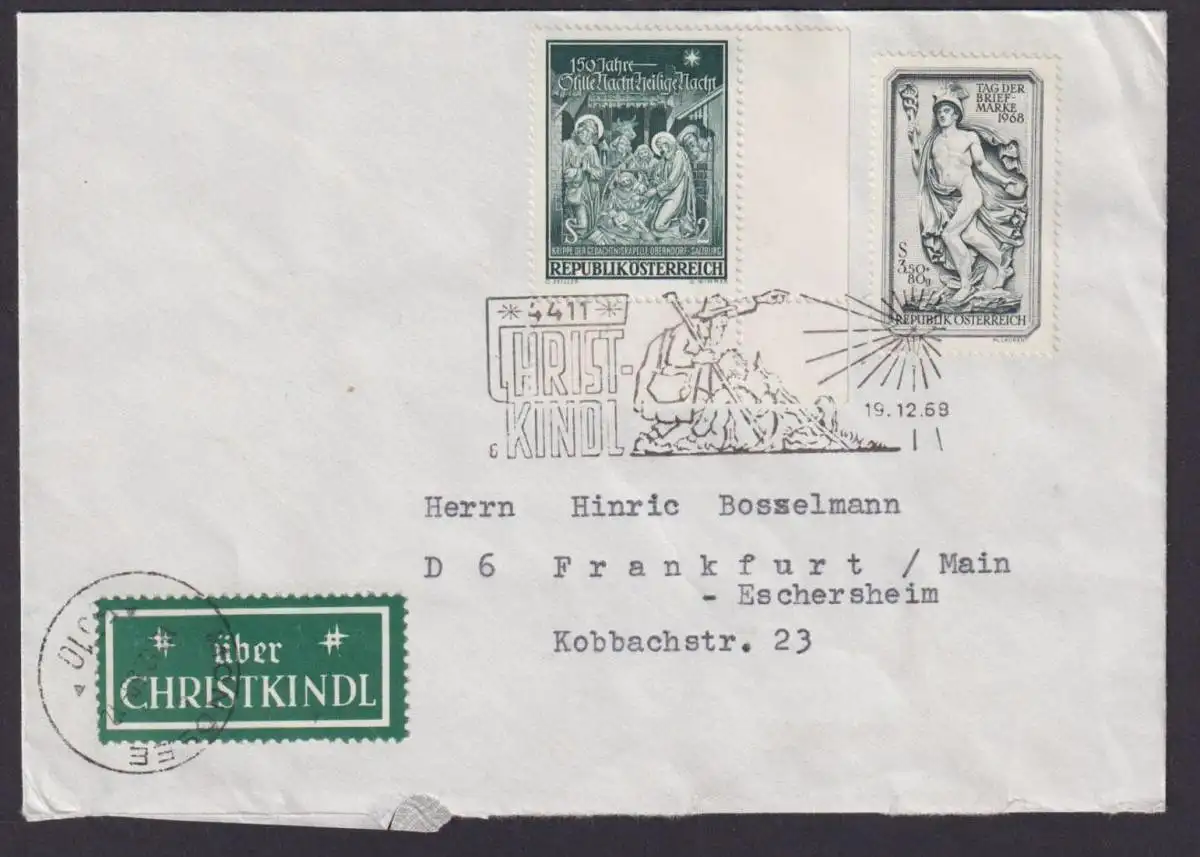 150 Jahre
Stille Nacht Heilige Nacht
S 2
KRIPPE DER GEDÄCHTNISKAPELLE OBERNDORF-SALZBURG
REPUBLIK ÖSTERREICH
TAG DER
BRIEF-
MARKE
1968
S
3.50+
80g
REPUBLIK ÖSTERREICH
4411
CHRIST-
KINDL
6
19.12.68
Herrn Hinric Bosselmann
D 6 Frankfurt / Main
- Eschersheim
Kobbachstr. 23
über
CHRISTKINDL